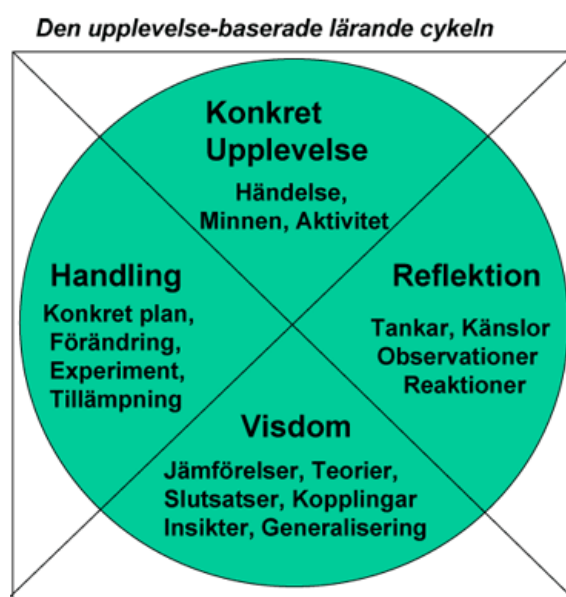 Den upplevelse-baserade lärande cykeln
Konkret
Upplevelse
Händelse,
Minnen, Aktivitet
Handling
Konkret plan,
Förändring,
Experiment,
Tillämpning
Reflektion
Tankar, Känslor
Observationer
Reaktioner
Visdom
Jämförelser, Teorier,
Slutsatser, Kopplingar
Insikter, Generalisering